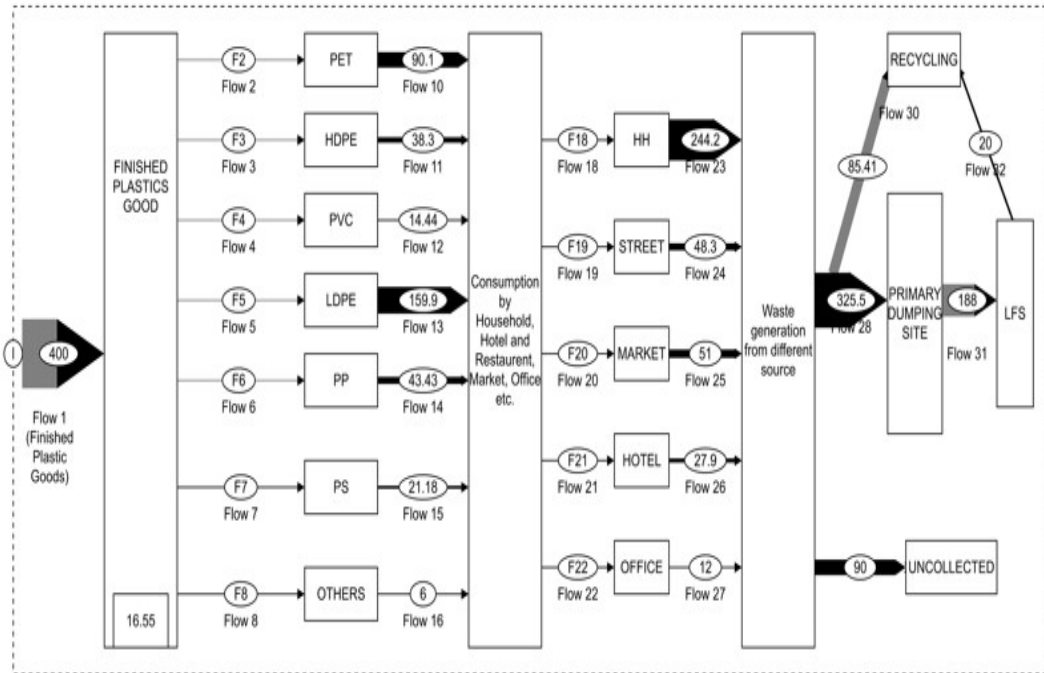 I
400
Flow 1
(Finished
Plastic
Goods)
FINISHED
PLASTICS
GOOD
16.55
F2
Flow 2
F3
Flow 3
F4
Flow 4
F5
Flow 5
F6
Flow 6
F7
Flow 7
F8
Flow 8
PET
HDPE
PVC
LDPE
PP
PS
OTHERS
90.1
Flow 10
38.3
Flow 11
14.44
Flow 12
159.9
Flow 13
43.43
Flow 14
21.18
Flow 15
6
Flow 16
Consumption
by
Household,
Hotel and
Restaurent,
Market, Office
etc.
F18
Flow 18
F19
Flow 19
F20
Flow 20
F21
Flow 21
F22
Flow 22
HH
STREET
MARKET
HOTEL
OFFICE
244.2
Flow 23
48.3
Flow 24
51
Flow 25
27.9
Flow 26
12
Flow 27
Waste
generation
from different
source
RECYCLING
Flow 30
85.41
20
Flow 32
325.5
Flow 28
PRIMARY
DUMPING
SITE
188
Flow 31
LFS
90
UNCOLLECTED